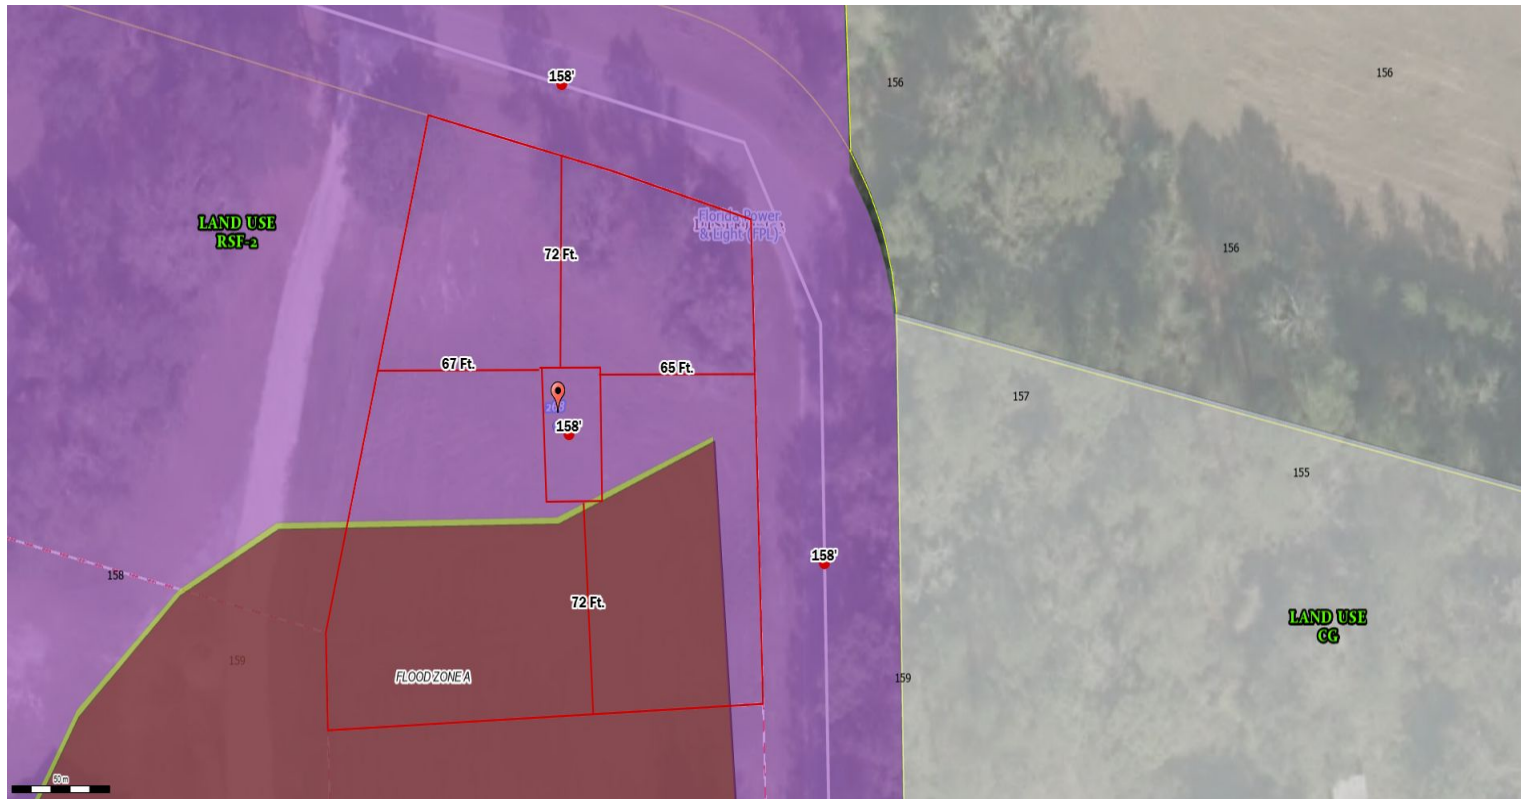 158'
156
156
LAND USE
RSF-2
Florida Power
& Light (FPL)
156
72 Ft.
67 Ft.
65 Ft.
157
158'
155
158'
158
72 Ft.
LAND USE
CG
159
FLOOD ZONE A
159
50 m